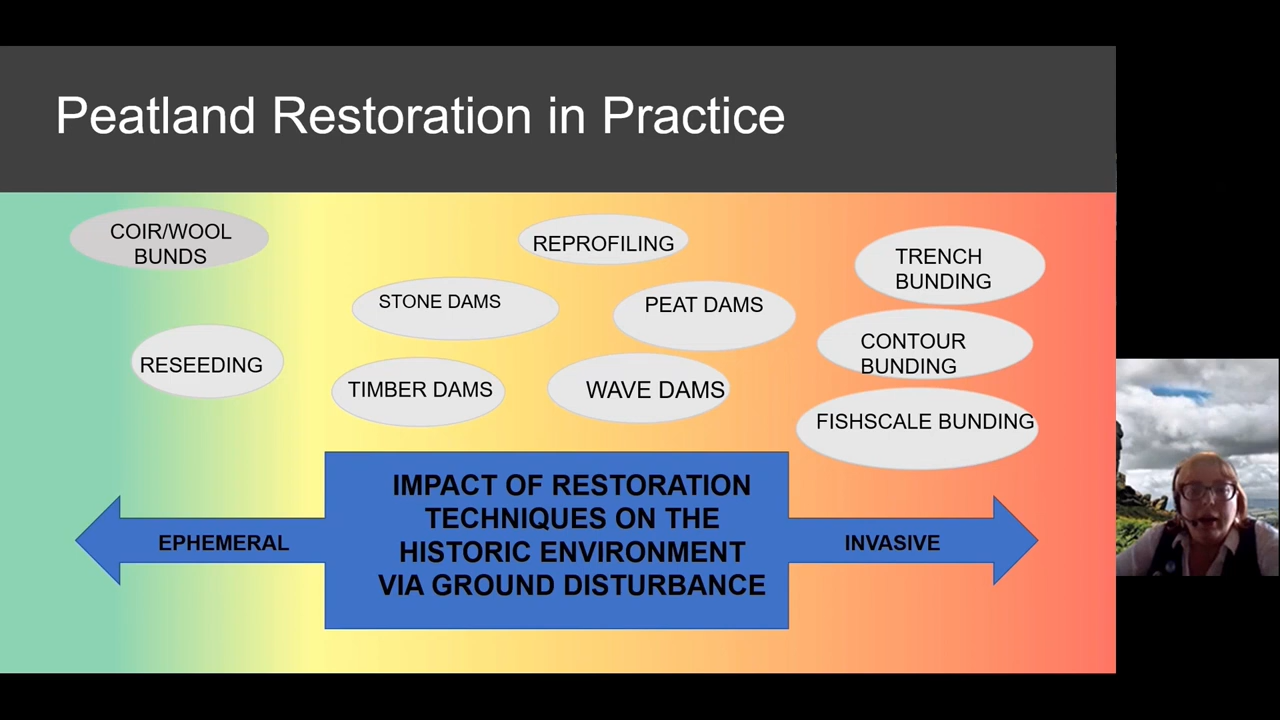 Peatland Restoration in Practice
COIR/WOOL
BUNDS
REPROFILING
TRENCH
BUNDING
STONE DAMS
PEAT DAMS
CONTOUR
BUNDING
RESEEDING
TIMBER DAMS
WAVE DAMS
FISHSCALE BUNDING
IMPACT OF RESTORATION
TECHNIQUES ON THE
HISTORIC ENVIRONMENT
VIA GROUND DISTURBANCE
EPHEMERAL
INVASIVE